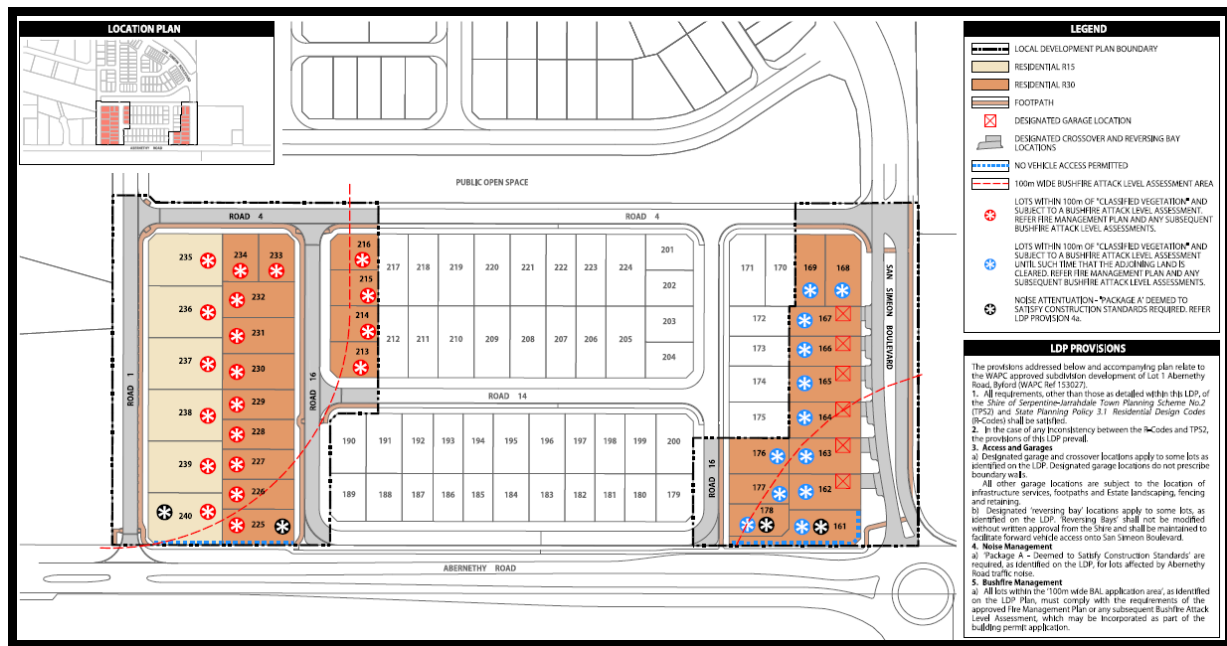 LOCATION PLAN
ABERNETHY ROAD
PUBLIC OPEN SPACE
ROAD 4
ROAD 4
235
234
233
216
217
218
219
220
221
222
223
224
201
171
170
169
168
215
202
236
232
214
203
172
167
231
173
166
237
230
213
212
211
210
209
208
207
206
205
204
174
165
ROAD 1
ROAD 16
ROAD 14
SAN SIMEON BOULEVARD
238
229
175
164
228
190
191
192
193
194
195
196
197
198
199
200
239
227
176
163
226
189
188
187
186
185
184
183
182
181
180
179
ROAD 16
177
162
240
225
178
161
ABERNETHY ROAD
LEGEND
LOCAL DEVELOPMENT PLAN BOUNDARY
RESIDENTIAL R15
RESIDENTIAL R30
FOOTPATH
DESIGNATED GARAGE LOCATION
DESIGNATED CROSSOVER AND REVERSING BAY
LOCATIONS
NO VEHICLE ACCESS PERMITTED
100m WIDE BUSHFIRE ATTACK LEVEL ASSESSMENT AREA
LOTS WITHIN 100m OF "CLASSIFIED VEGETATION" AND
SUBJECT TO A BUSHFIRE ATTACK LEVEL ASSESSMENT.
REFER FIRE MANAGEMENT PLAN AND ANY SUBSEQUENT
BUSHFIRE ATTACK LEVEL ASSESSMENTS.
LOTS WITHIN 100m OF "CLASSIFIED VEGETATION" AND
SUBJECT TO A BUSHFIRE ATTACK LEVEL ASSESSMENT
UNTIL SUCH TIME THAT THE ADJOINING LAND IS
CLEARED. REFER FIRE MANAGEMENT PLAN AND ANY
SUBSEQUENT BUSHFIRE ATTACK LEVEL ASSESSMENTS.
NOISE ATTENTUATION - 'PACKAGE A' DEEMED TO
SATISFY CONSTRUCTION STANDARDS REQUIRED. REFER
LDP PROVISION 4a.
LDP PROVISIONS
The provisions addressed below and accompanying plan relate to
the WAPC approved subdivision development of Lot 1 Abernethy
Road, Byford (WAPC Ref 153027).
1. All requirements, other than those as detailed within this LDP, of
the Shire of Serpentine-Jarrahdale Town Planning Scheme No.2
(TPS2) and State Planning Policy 3.1 Residential Design Codes
(R-Codes) shall be satisfied.
2. In the case of any inconsistency between the R-Codes and TPS2,
the provisions of this LDP prevail.
3. Access and Garages
a) Designated garage and crossover locations apply to some lots as
identified on the LDP. Designated garage locations do not prescribe
boundary walls.
All other garage locations are subject to the location of
infrastructure services, footpaths and Estate landscaping, fencing
and retaining.
b) Designated 'reversing bay' locations apply to some lots, as
identified on the LDP. 'Reversing Bays' shall not be modified
without written approval from the Shire and shall be maintained to
facilitate forward vehicle access onto San Simeon Boulevard.
4. Noise Management
a) 'Package A - Deemed to Satisfy Construction Standards' are
required, as identified on the LDP, for lots affected by Abernethy
Road traffic noise.
5. Bushfire Management
a) All lots within the '100m wide BAL application area', as identified
on the LDP Plan, must comply with the requirements of the
approved Fire Management Plan or any subsequent Bushfire Attack
Level Assessment, which may be incorporated as part of the
building permit application.